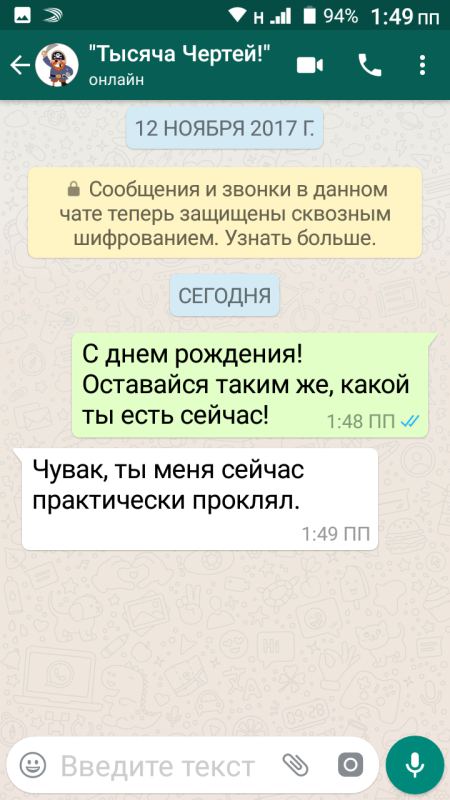 H 94% 1:49 ПП
"Тысяча Чертей!"
онлайн
12 НОЯБРЯ 2017 Г.
Сообщения и звонки в данном
чате теперь защищены сквозным
шифрованием. Узнать больше.
СЕГОДНЯ
С днем рождения!
Оставайся таким же, какой
ты есть сейчас!
1:48 ПП
Чувак, ты меня сейчас
практически проклял.
1:49 ПП
Введите текст